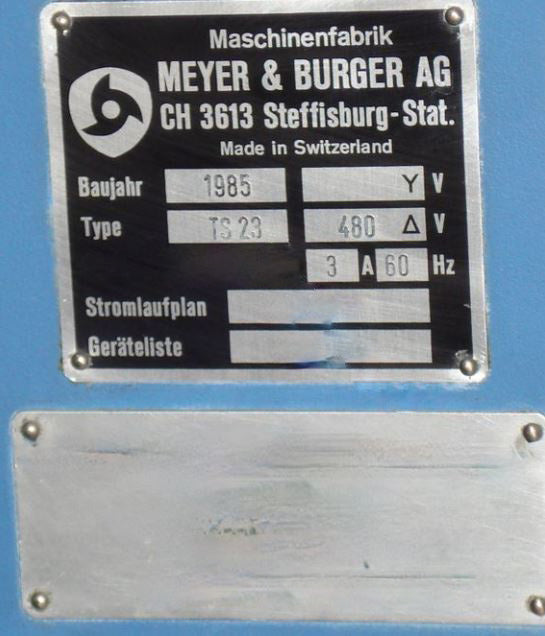 Maschinenfabrik
MEYER & BURGER AG
CH 3613 Steffisburg-Stat.
Made in Switzerland
Baujahr 1985 Y V
Type TS 23 480 Δ V
3 A 60 Hz
Stromlaufplan
Geräteliste